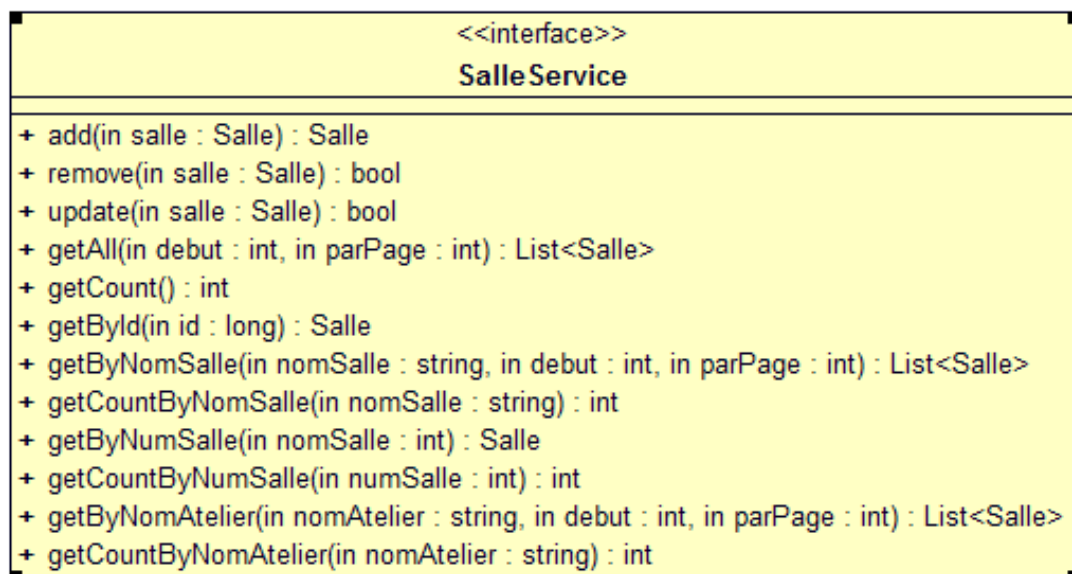 <<interface>>
SalleService
+ add(in salle : Salle) : Salle
+ remove(in salle : Salle) : bool
+ update(in salle : Salle) : bool
+ getAll(in debut : int, in parPage : int) : List<Salle>
+ getCount() : int
+ getById(in id : long) : Salle
+ getByNomSalle(in nomSalle : string, in debut : int, in parPage : int) : List<Salle>
+ getCountByNomSalle(in nomSalle : string) : int
+ getByNumSalle(in nomSalle : int) : Salle
+ getCountByNumSalle(in numSalle : int) : int
+ getByNomAtelier(in nomAtelier : string, in debut : int, in parPage : int) : List<Salle>
+ getCountByNomAtelier(in nomAtelier : string) : int